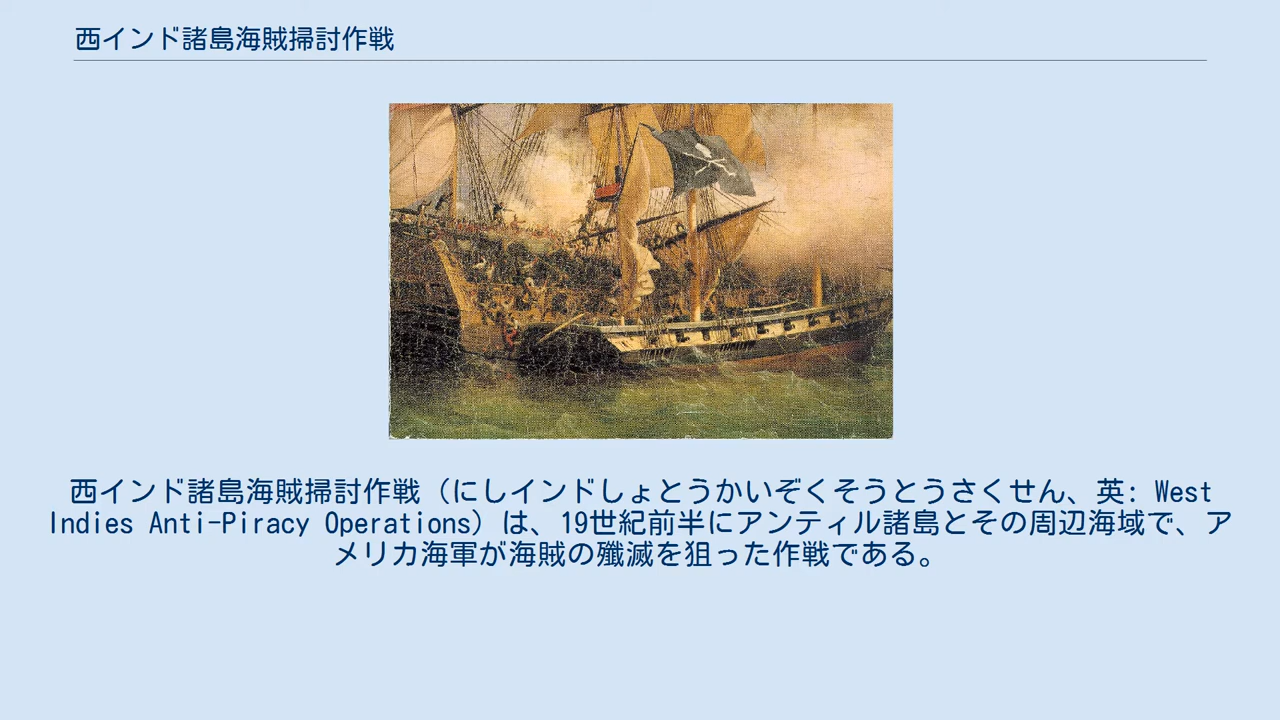 西インド諸島海賊掃討作戦
西インド諸島海賊掃討作戦（にしインドしょとうかいぞくそうとうさくせん、英: West
Indies Anti-Piracy Operations）は、19世紀前半にアンティル諸島とその周辺海域で、ア
メリカ海軍が海賊の殲滅を狙った作戦である。